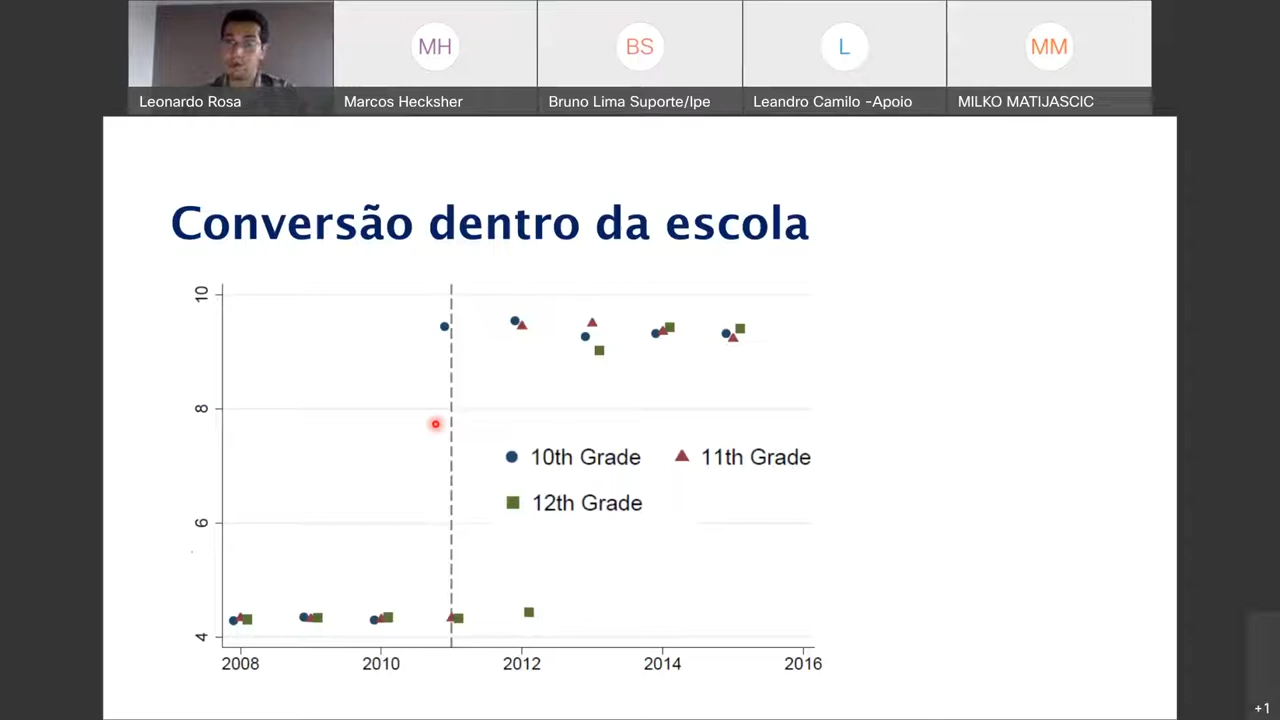 MH
BS
L
MM
Leonardo Rosa
Marcos Hecksher
Bruno Lima Suporte/Ipe
Leandro Camilo -Apoio
MILKO MATIJASCIC
Conversão dentro da escola
10
8
6
4
10th Grade
11th Grade
12th Grade
2008
2010
2012
2014
2016
+1